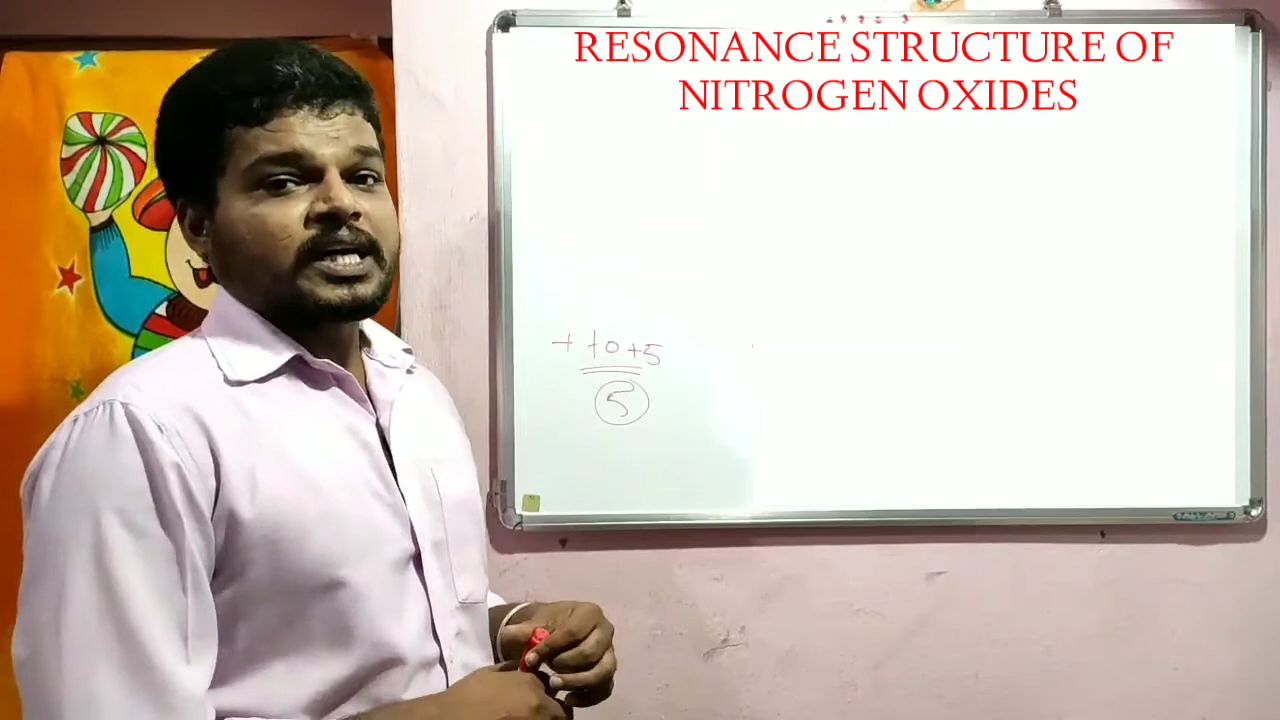 RESONANCE STRUCTURE OF
NITROGEN OXIDES
+ 10 +5
5